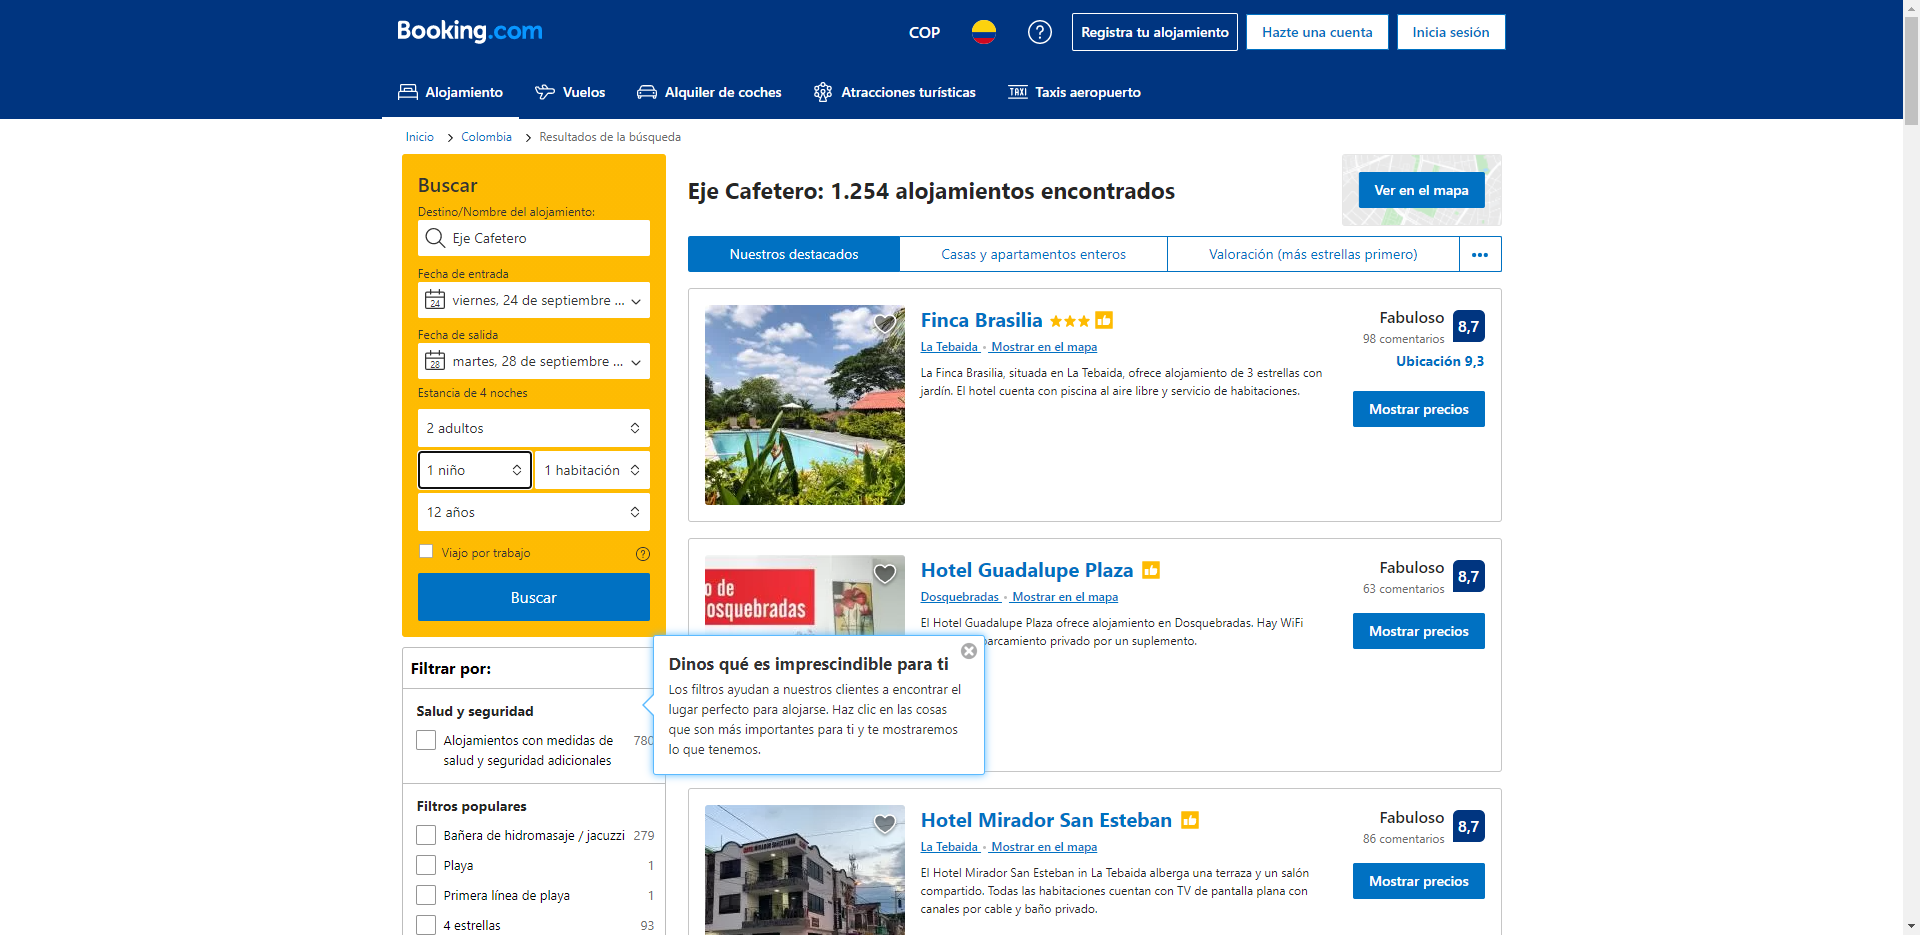 Booking.com
COP
Registra tu alojamiento
Hazte una cuenta
Inicia sesión
Alojamiento
Vuelos
Alquiler de coches
Atracciones turísticas
TAXI
Taxis aeropuerto
Inicio
Colombia
Resultados de la búsqueda
Buscar
Destino/Nombre del alojamiento:
Eje Cafetero
Fecha de entrada
24
viernes, 24 de septiembre ...
Fecha de salida
28
martes, 28 de septiembre ...
Estancia de 4 noches
2 adultos
1 niño
1 habitación
12 años
Viajo por trabajo
Buscar
Filtrar por:
Salud y seguridad
Alojamientos con medidas de 780
salud y seguridad adicionales
Filtros populares
Bañera de hidromasaje / jacuzzi 279
Playa 1
Primera línea de playa 1
4 estrellas 93
Eje Cafetero: 1.254 alojamientos encontrados
Ver en el mapa
Nuestros destacados
Casas y apartamentos enteros
Valoración (más estrellas primero)
Finca Brasilia
La Tebaida • Mostrar en el mapa
La Finca Brasilia, situada en La Tebaida, ofrece alojamiento de 3 estrellas con
jardín. El hotel cuenta con piscina al aire libre y servicio de habitaciones.
Fabuloso 8,7
98 comentarios
Ubicación 9,3
Mostrar precios
o de
osquebradas
Hotel Guadalupe Plaza
Dosquebradas • Mostrar en el mapa
El Hotel Guadalupe Plaza ofrece alojamiento en Dosquebradas. Hay WiFi
arcamiento privado por un suplemento.
Fabuloso 8,7
63 comentarios
Mostrar precios
Dinos qué es imprescindible para ti
Los filtros ayudan a nuestros clientes a encontrar el
lugar perfecto para alojarse. Haz clic en las cosas
que son más importantes para ti y te mostraremos
lo que tenemos.
Hotel Mirador San Esteban
La Tebaida • Mostrar en el mapa
El Hotel Mirador San Esteban in La Tebaida alberga una terraza y un salón
compartido. Todas las habitaciones cuentan con TV de pantalla plana con
canales por cable y baño privado.
Fabuloso 8,7
86 comentarios
Mostrar precios